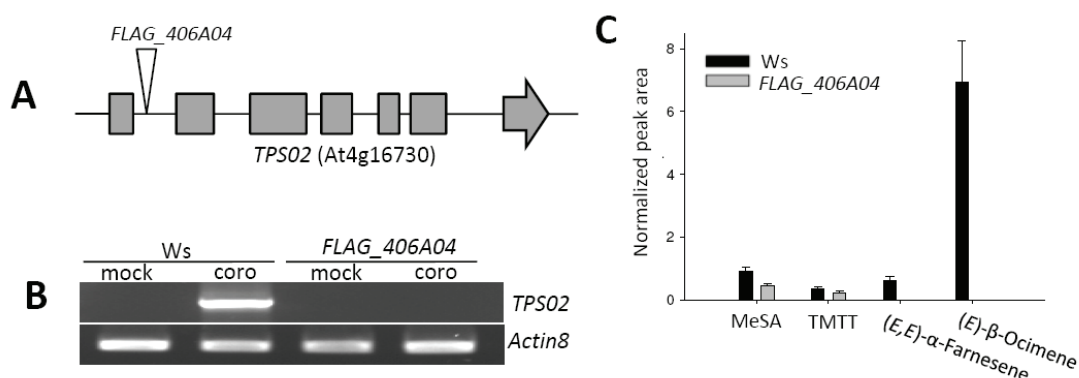 A
FLAG_406A04
TPS02 (At4g16730)
B
Ws FLAG_406A04
mock coro mock coro
TPS02
Actin8
C
Ws
FLAG_406A04
Normalized peak area
8
6
4
2
0
MeSA TMTT (E,E)-α-Farnesene (E)-β-Ocimene